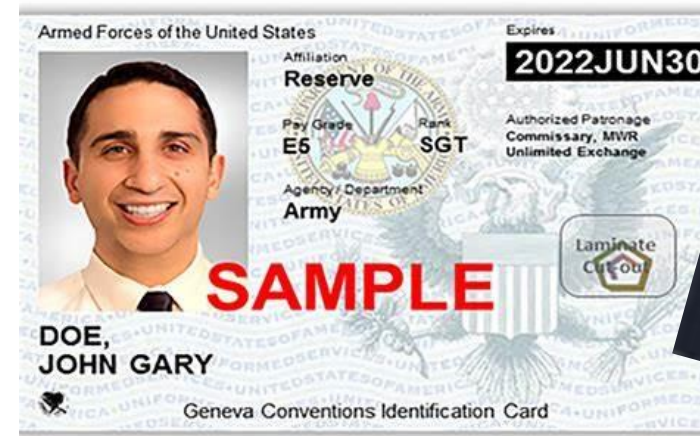 Armed Forces of the United States
Expires
2022JUN30
Affiliation
Reserve
Pay Grade
Rank
E5
SGT
Authorized Patronage
Commissary, MWR
Unlimited Exchange
Agency / Department
Army
Laminate
Cut-out
SAMPLE
DOE,
JOHN GARY
Geneva Conventions Identification Card